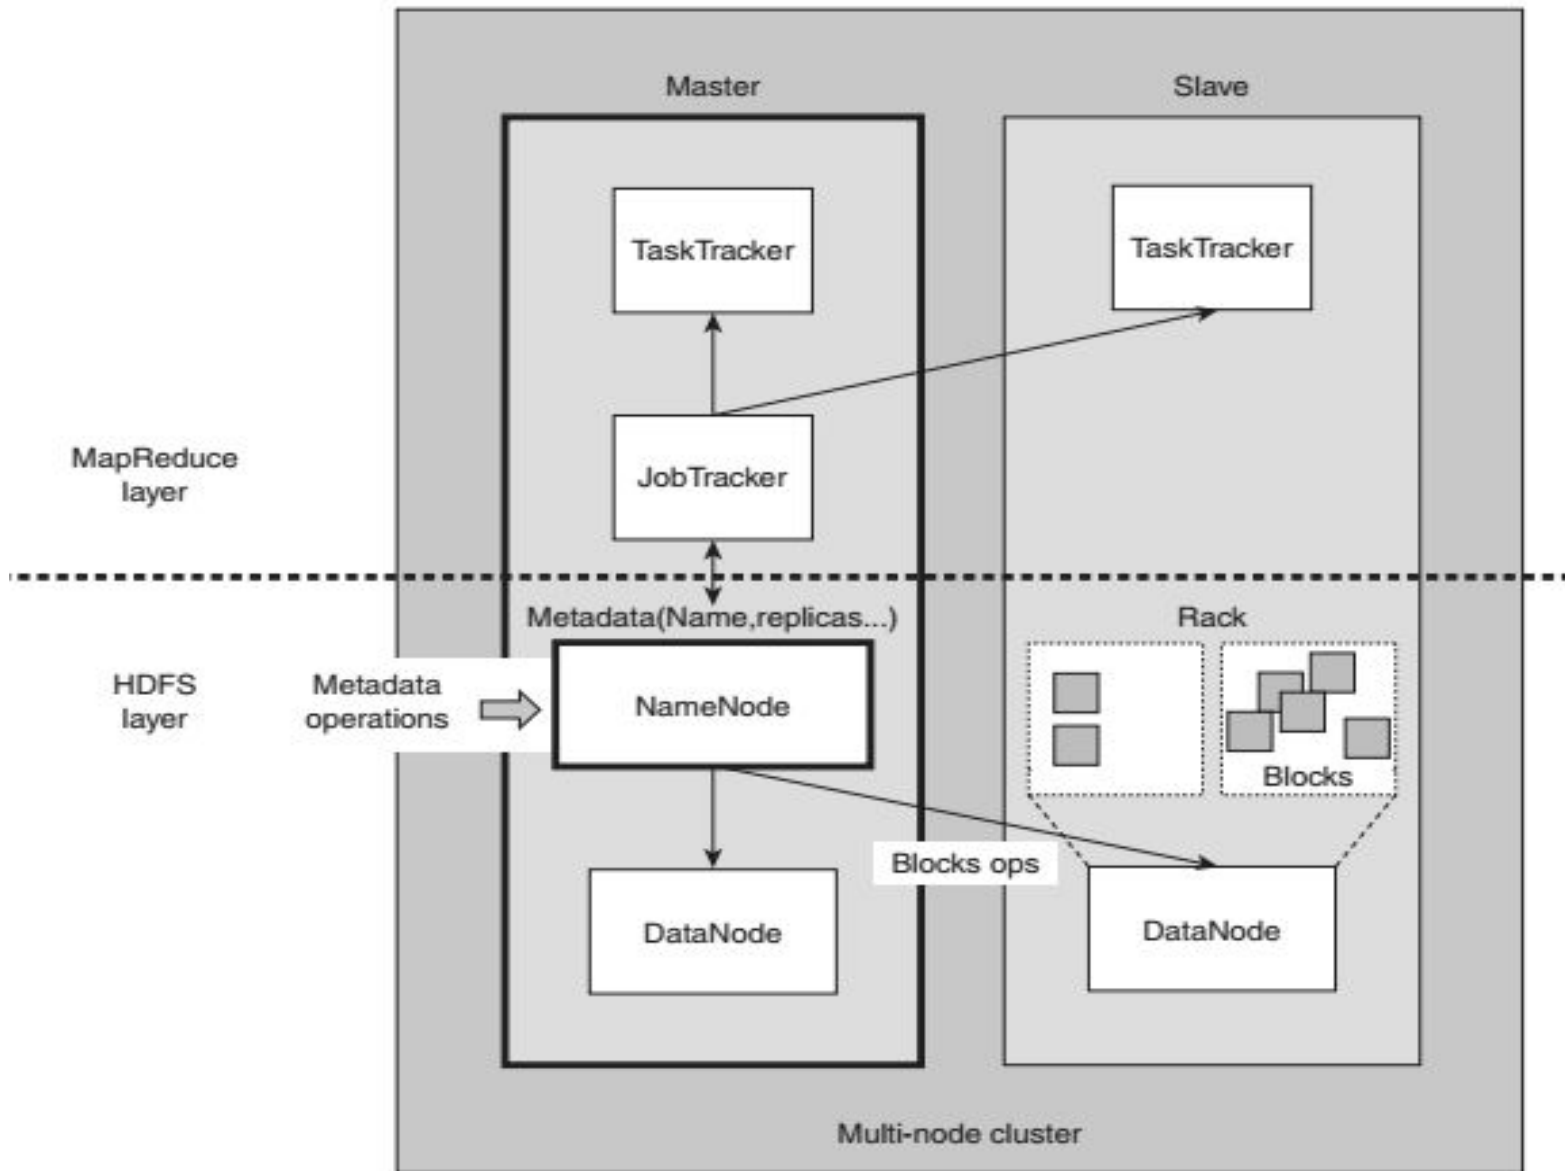 Master
Slave
TaskTracker
TaskTracker
MapReduce
layer
JobTracker
Metadata(Name,replicas...)
Rack
HDFS
layer
Metadata
operations
NameNode
Blocks
Blocks ops
DataNode
DataNode
Multi-node cluster